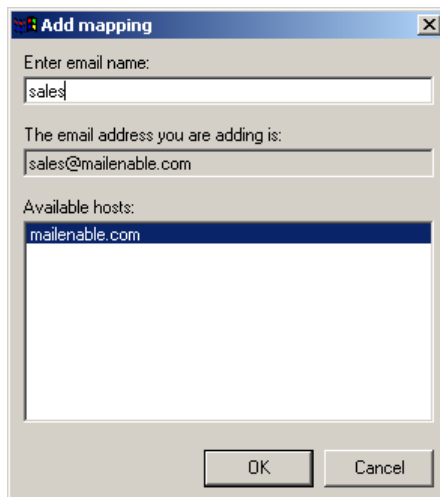 Add mapping
Enter email name:
sales
The email address you are adding is:
sales@mailenable.com
Available hosts:
mailenable.com
OK
Cancel